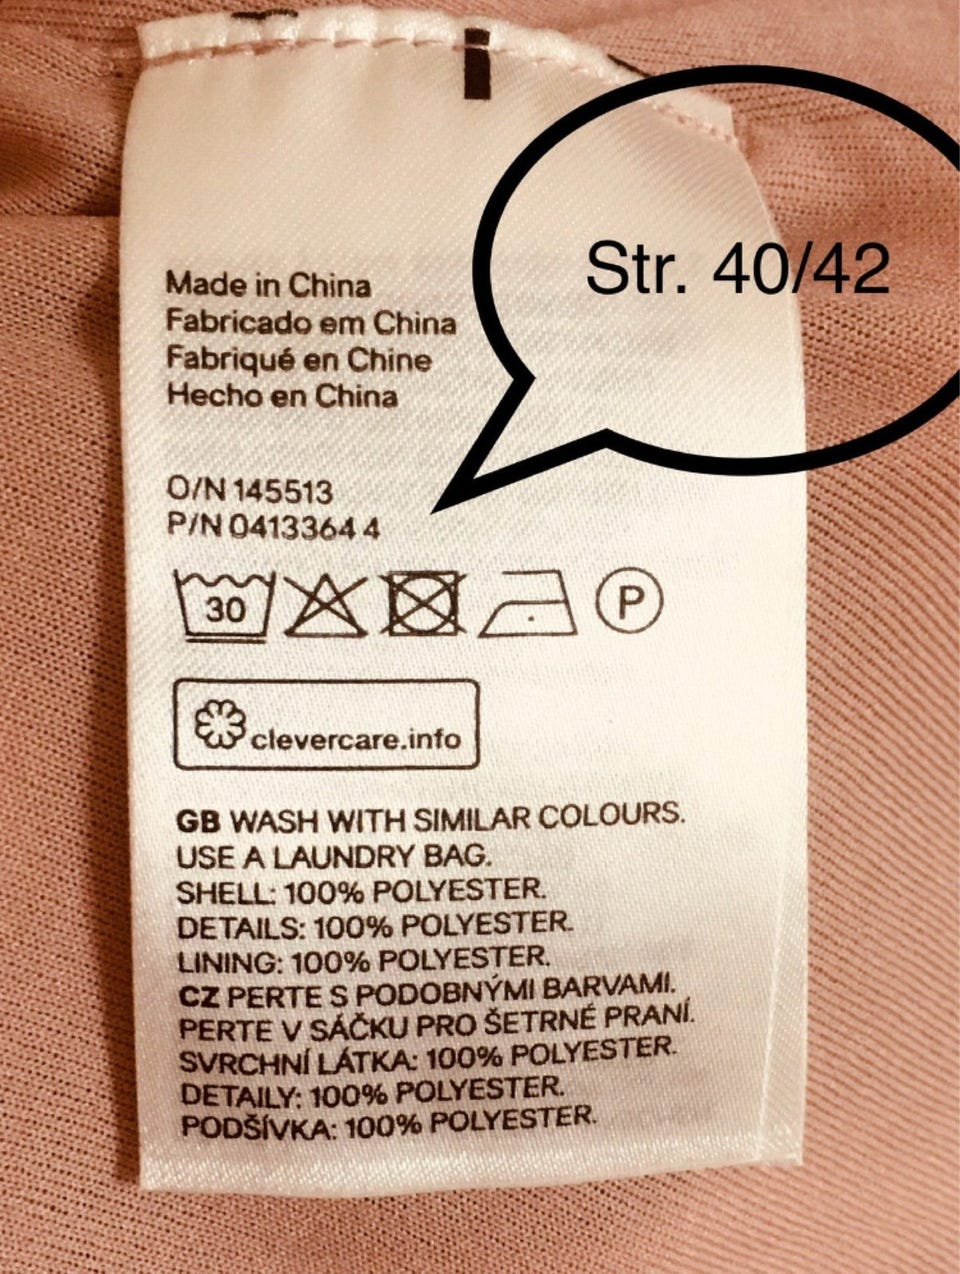 Str. 40/42
Made in China
Fabricado em China
Fabriqué en Chine
Hecho en China
O/N 145513
P/N 0413364 4
30
P
clevercare.info
GB WASH WITH SIMILAR COLOURS.
USE A LAUNDRY BAG.
SHELL: 100% POLYESTER.
DETAILS: 100% POLYESTER.
LINING: 100% POLYESTER.
CZ PERTE S PODOBNÝMI BARVAMI.
PERTE V SÁČKU PRO ŠETRNÉ PRANÍ.
SVRCHNÍ LÁTKA: 100% POLYESTER.
DETAILY: 100% POLYESTER.
PODŠÍVKA: 100% POLYESTER.